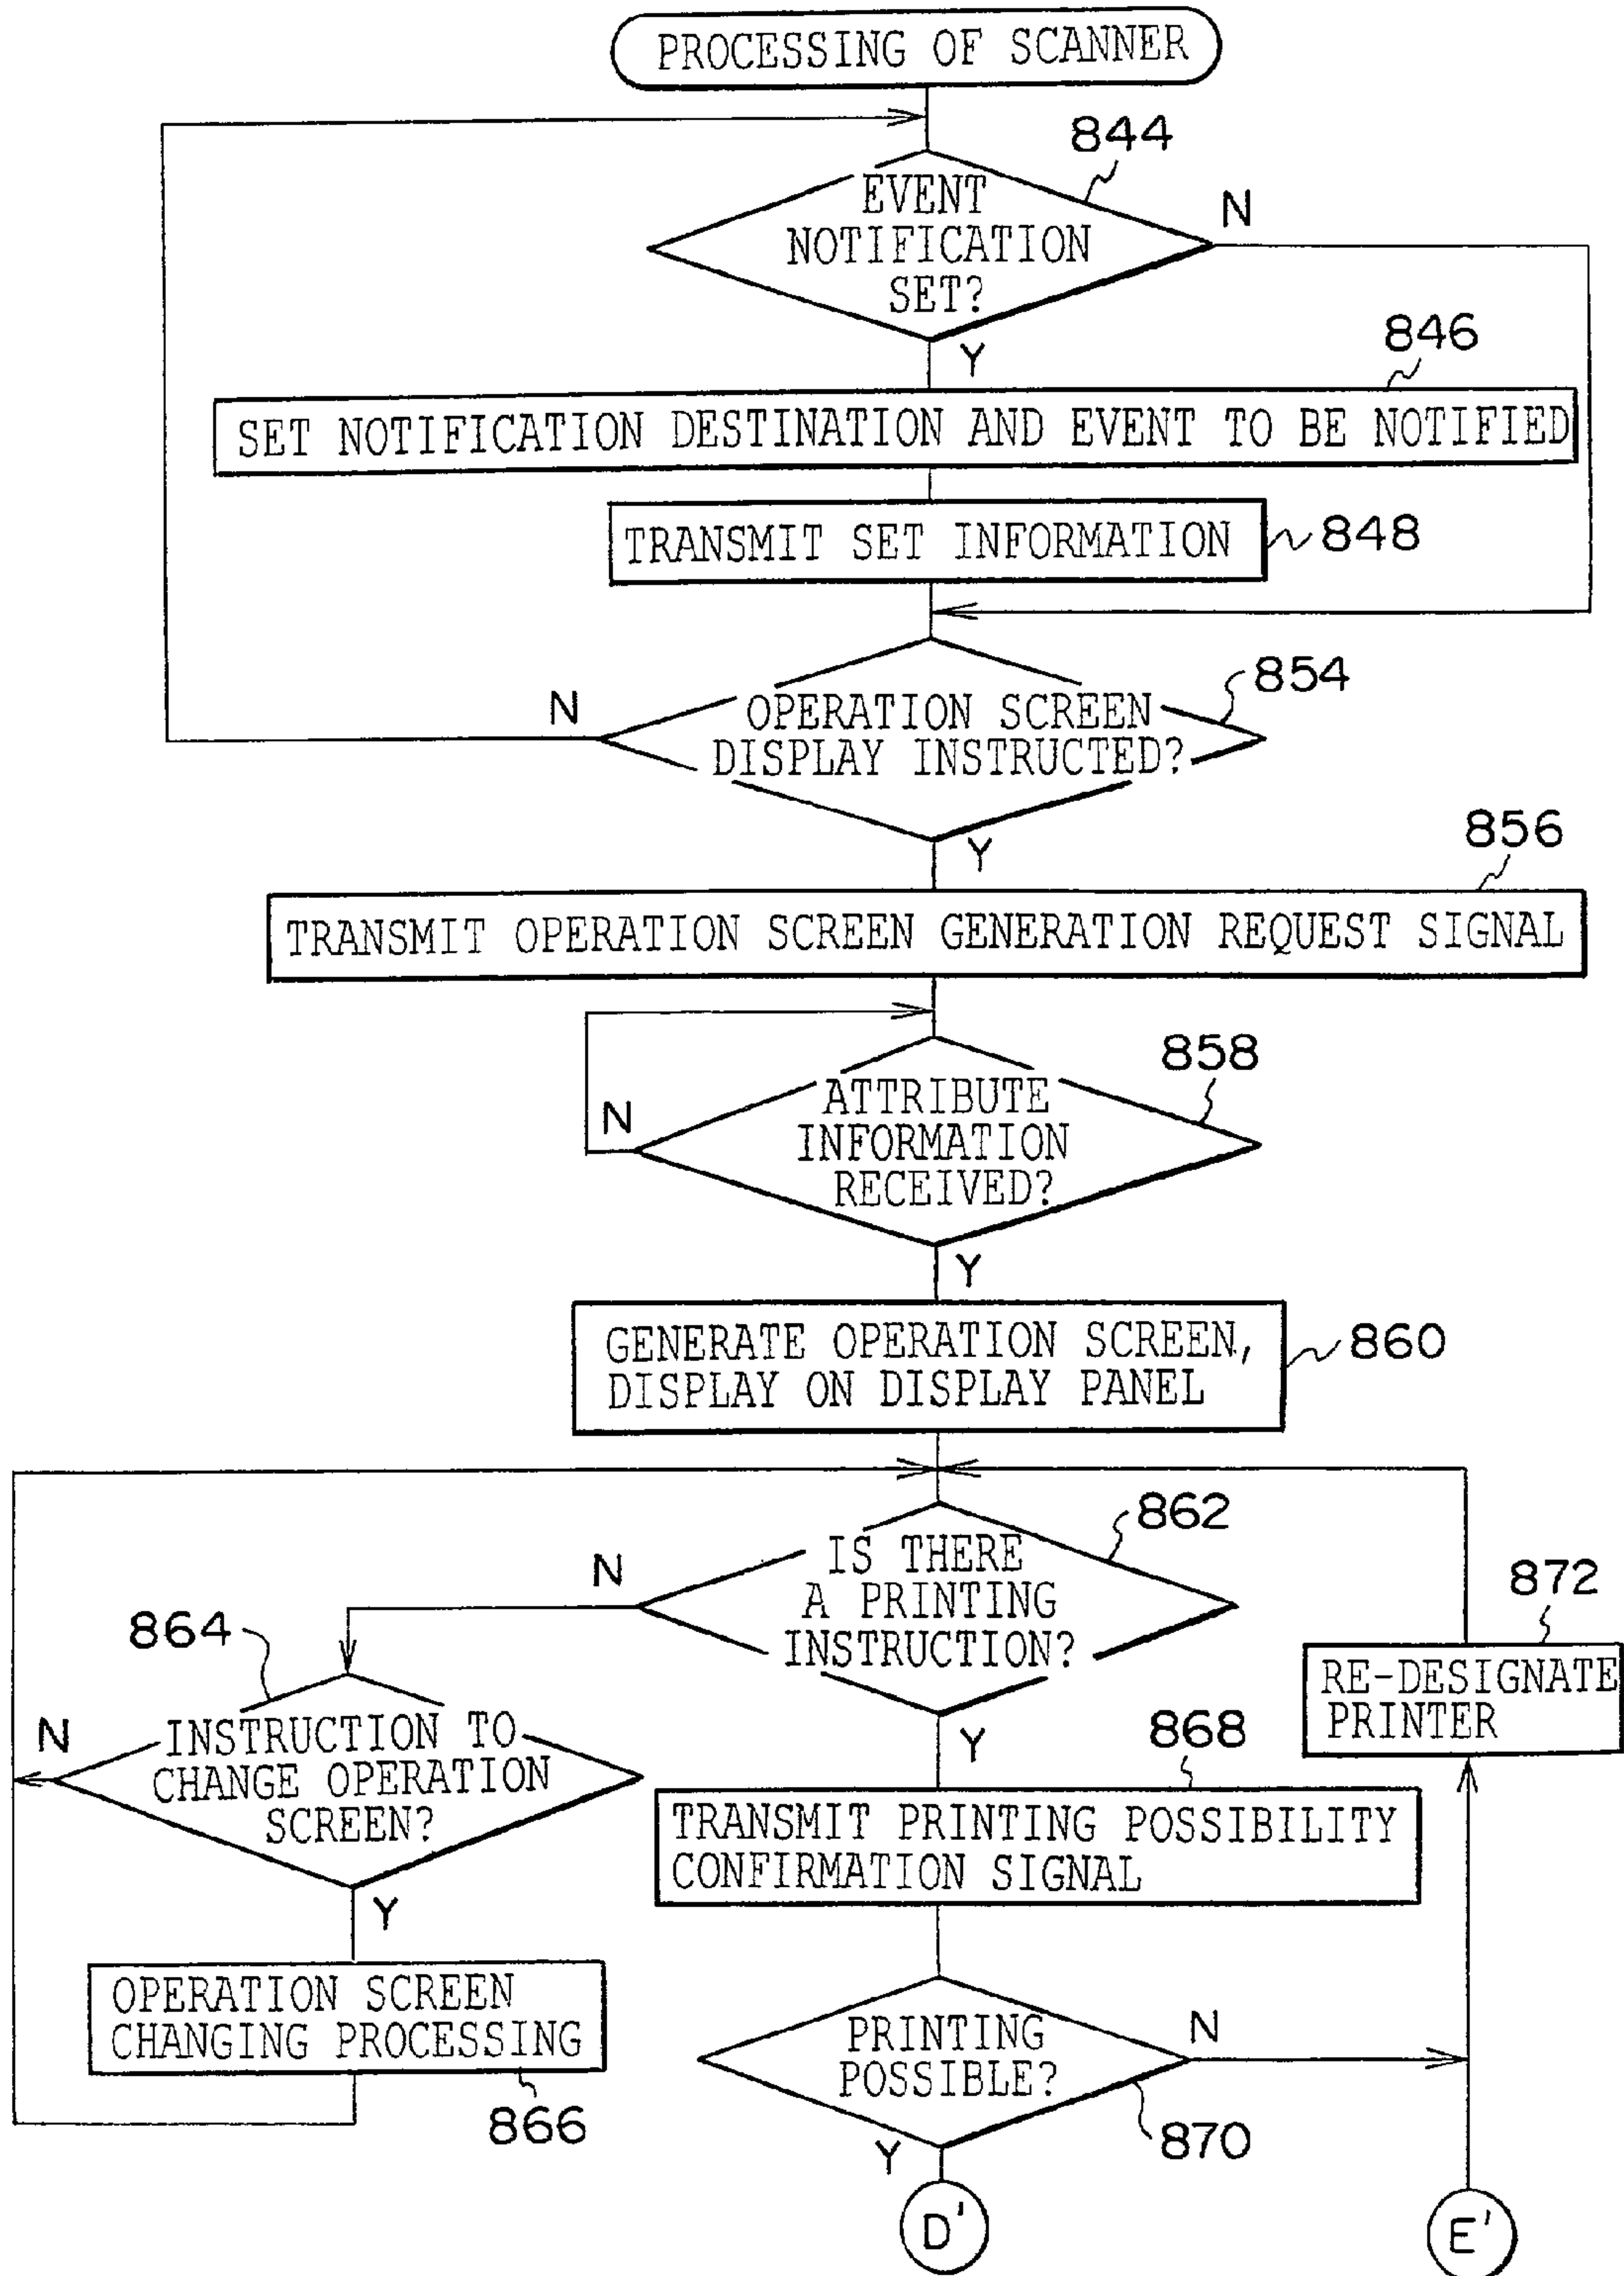 PROCESSING OF SCANNER
844
EVENT
NOTIFICATION
SET?
N
Y
846
SET NOTIFICATION DESTINATION AND EVENT TO BE NOTIFIED
TRANSMIT SET INFORMATION
848
N
OPERATION SCREEN
DISPLAY INSTRUCTED?
854
Y
856
TRANSMIT OPERATION SCREEN GENERATION REQUEST SIGNAL
858
N
ATTRIBUTE
INFORMATION
RECEIVED?
Y
GENERATE OPERATION SCREEN,
DISPLAY ON DISPLAY PANEL
860
862
N
IS THERE
A PRINTING
INSTRUCTION?
Y
864
N
INSTRUCTION TO
CHANGE OPERATION
SCREEN?
Y
872
RE-DESIGNATE
PRINTER
868
TRANSMIT PRINTING POSSIBILITY
CONFIRMATION SIGNAL
OPERATION SCREEN
CHANGING PROCESSING
866
PRINTING
POSSIBLE?
N
870
Y
D'
E'